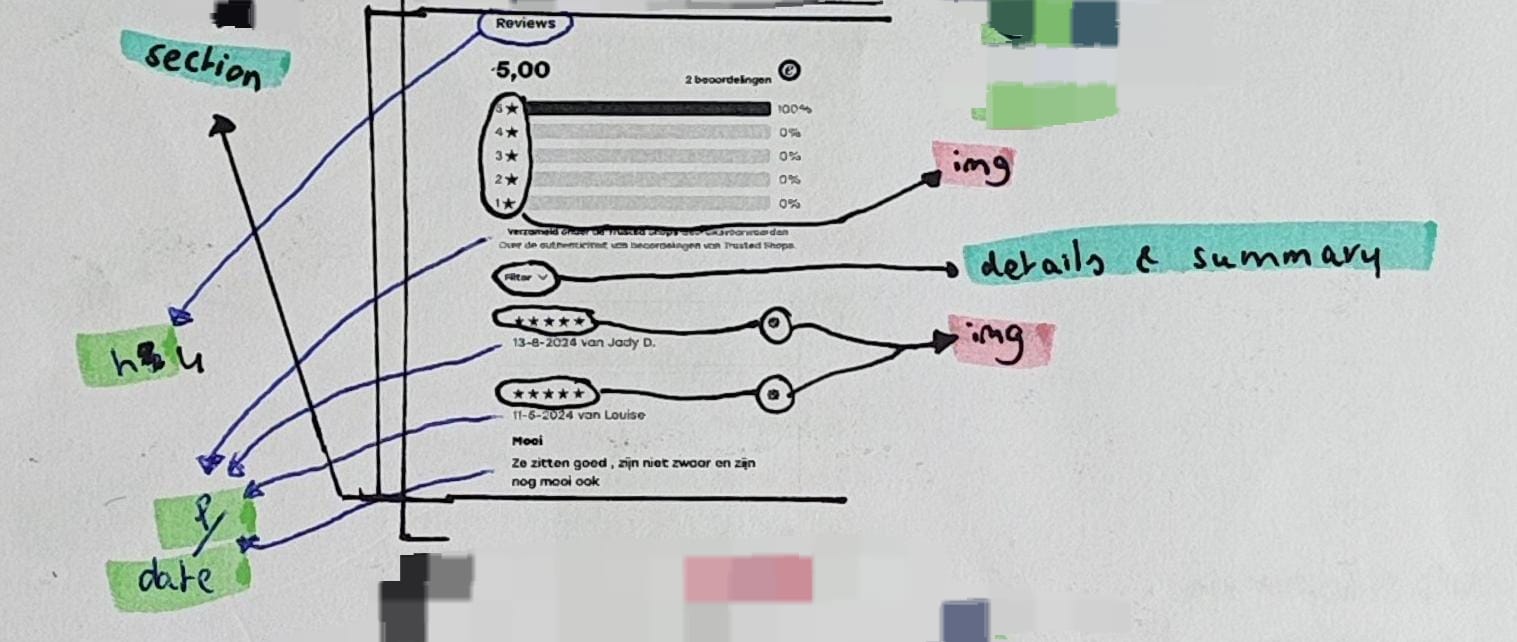 Reviews
section
5,00
2 beoordelingen
5★ 100%
4★ 0%
3★ 0%
2★ 0%
1★ 0%
img
Verzameld onder de Trusted Shops
Over de authenticiteit van beoordelingen van Trusted Shops.
details & summary
Filter
★★★★★
img
13-8-2024 van Jady D.
h 4
★★★★★
11-6-2024 van Louise
Mooi
Ze zitten goed , zijn niet zwaar en zijn
nog mooi ook
p/
date